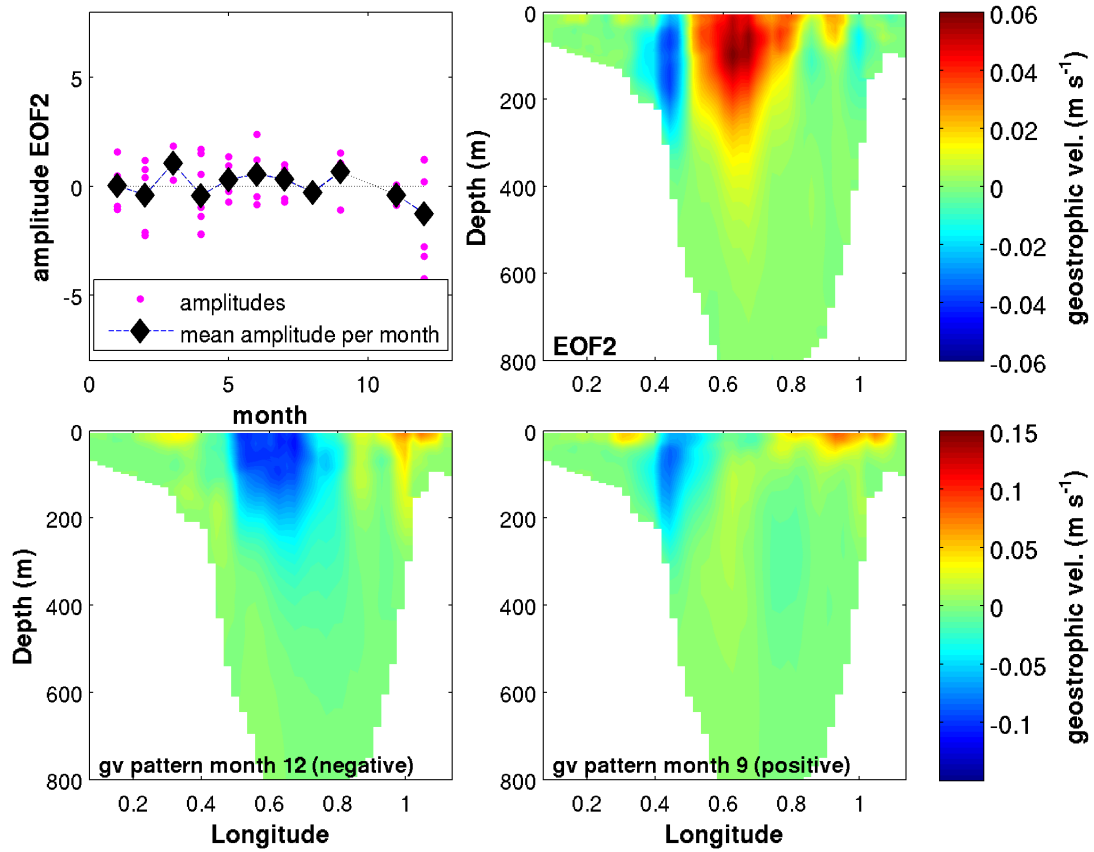 amplitude EOF2
5
0
-5
amplitudes
mean amplitude per month
0 5 10
month
Depth (m)
0
200
400
600
800
EOF2
0.2 0.4 0.6 0.8 1
0.06
0.04
0.02
0
-0.02
-0.04
-0.06
geostrophic vel. (m s⁻¹)
Depth (m)
0
200
400
600
800
gv pattern month 12 (negative)
0.2 0.4 0.6 0.8 1
Longitude
0
200
400
600
800
gv pattern month 9 (positive)
0.2 0.4 0.6 0.8 1
Longitude
0.15
0.1
0.05
0
-0.05
-0.1
geostrophic vel. (m s⁻¹)